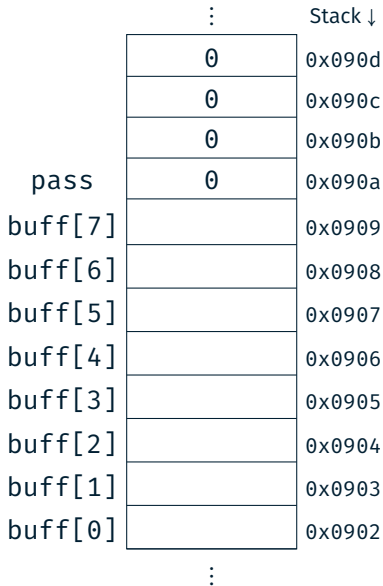 ⋮ Stack ↓
0 0x090d
0 0x090c
0 0x090b
pass 0 0x090a
buff[7] 0x0909
buff[6] 0x0908
buff[5] 0x0907
buff[4] 0x0906
buff[3] 0x0905
buff[2] 0x0904
buff[1] 0x0903
buff[0] 0x0902
⋮